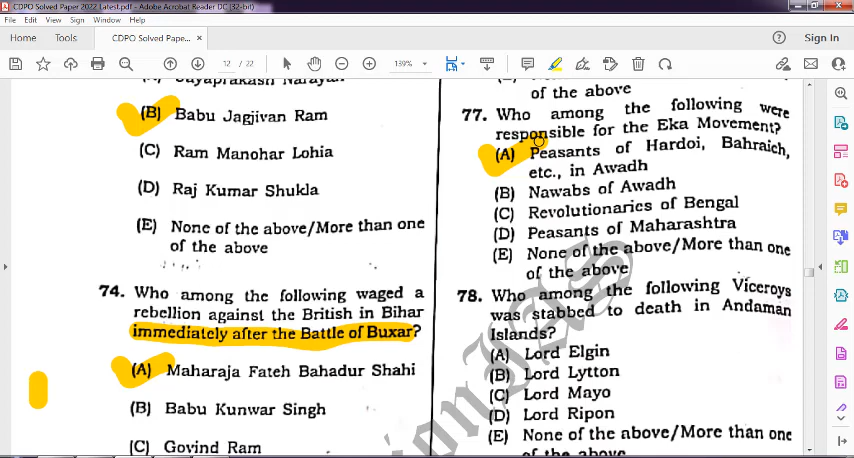 CDPO Solved Paper 2022 Latest.pdf - Adobe Acrobat Reader DC (32-bit)
File Edit View Sign Window Help
Home Tools CDPO Solved Pape... × Sign In
12 / 22 139%
(B) Babu Jagjivan Ram
(C) Ram Manohar Lohia
(D) Raj Kumar Shukla
(E) None of the above/More than one
of the above
74. Who among the following waged a
rebellion against the British in Bihar
immediately after the Battle of Buxar?
(A) Maharaja Fateh Bahadur Shahi
(B) Babu Kunwar Singh
(C) Govind Ram
of the above
77. Who among the following were
responsible for the Eka Movement?
(A) Peasants of Hardoi, Bahraich,
etc., in Awadh
(B) Nawabs of Awadh
(C) Revolutionaries of Bengal
(D) Peasants of Maharashtra
(E) None of the above/More than one
of the above
78. Who among the following Viceroys
was stabbed to death in Andaman
Islands?
(A) Lord Elgin
(B) Lord Lytton
(C) Lord Mayo
(D) Lord Ripon
(E) None of the above/More than one
of the above